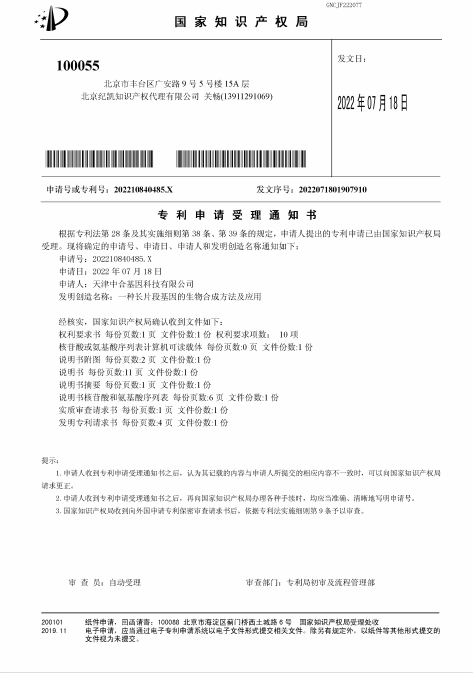 GNCJF222077
国家知识产权局
100055
北京市丰台区广安路 9 号 5 号楼 15A 层
北京纪凯知识产权代理有限公司 关畅(13911291069)
发文日：
2022 年 07 月 18 日
申请号或专利号：202210840485.X
发文序号：2022071801907910
专利申请受理通知书
根据专利法第 28 条及其实施细则第 38 条、第 39 条的规定，申请人提出的专利申请已由国家知识产权局
受理。现将确定的申请号、申请日、申请人和发明创造名称通知如下：
申请号：202210840485.X
申请日：2022 年 07 月 18 日
申请人：天津中合基因科技有限公司
发明创造名称：一种长片段基因的生物合成方法及应用
经核实，国家知识产权局确认收到文件如下：
权利要求书 每份页数:1 页 文件份数:1 份 权利要求项数： 10 项
核苷酸或氨基酸序列表计算机可读载体 每份页数:0 页 文件份数:1 份
说明书附图 每份页数:2 页 文件份数:1 份
说明书 每份页数:11 页 文件份数:1 份
说明书摘要 每份页数:1 页 文件份数:1 份
说明书核苷酸和氨基酸序列表 每份页数:6 页 文件份数:1 份
实质审查请求书 每份页数:1 页 文件份数:1 份
发明专利请求书 每份页数:4 页 文件份数:1 份
提示：
1.申请人收到专利申请受理通知书之后，认为其记载的内容与申请人所提交的相应内容不一致时，可以向国家知识产权局
请求更正。
2.申请人收到专利申请受理通知书之后，再向国家知识产权局办理各种手续时，均应当准确、清晰地写明申请号。
3.国家知识产权局收到向外国申请专利保密审查请求书后，依据专利法实施细则第 9 条予以审查。
审 查 员：自动受理
审查部门：专利局初审及流程管理部
200101
2019.11
纸件申请，回函请寄：100088 北京市海淀区蓟门桥西土城路 6 号 国家知识产权局受理处收
电子申请，应当通过电子专利申请系统以电子文件形式提交相关文件。除另有规定外，以纸件等其他形式提交的
文件视为未提交。